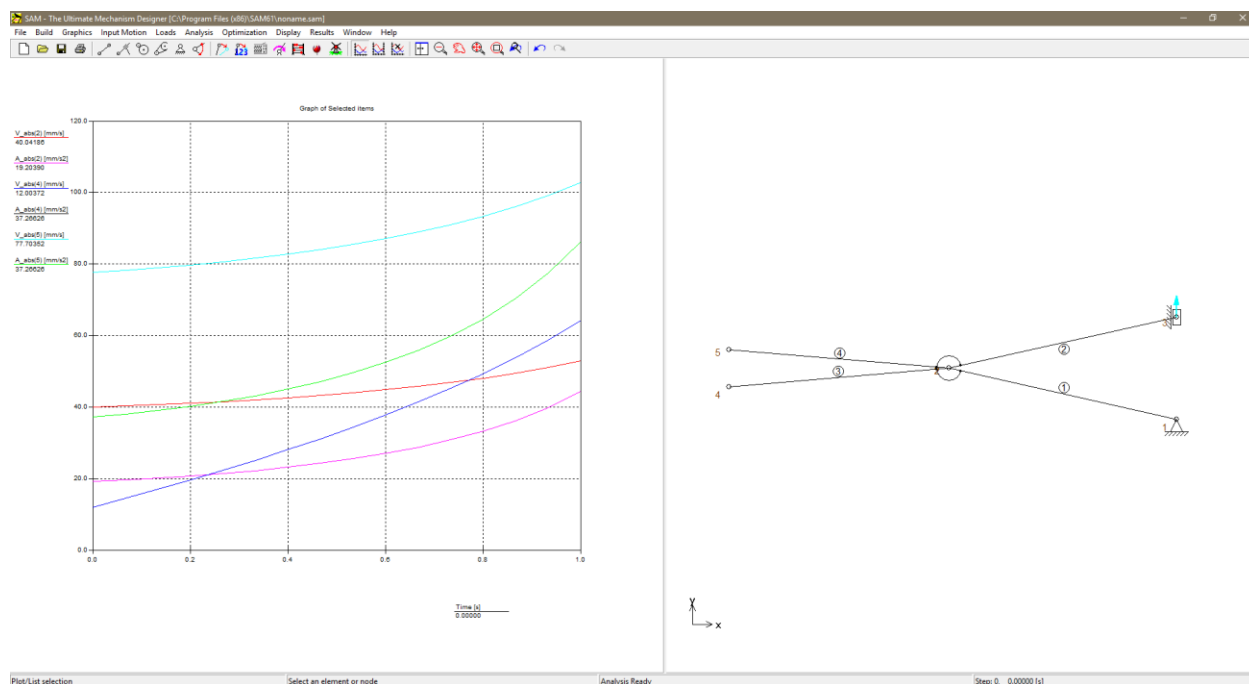 SAM - The Ultimate Mechanism Designer [C:\Program Files (x86)\SAM61\noname.sam]
File Build Graphics Input Motion Loads Analysis Optimization Display Results Window Help
123
Graph of Selected items
V_abs(2) [mm/s]
40.04186
A_abs(2) [mm/s2]
19.20390
V_abs(4) [mm/s]
12.00372
A_abs(4) [mm/s2]
37.26626
V_abs(5) [mm/s]
77.70352
A_abs(5) [mm/s2]
37.26626
120.0
100.0
80.0
60.0
40.0
20.0
0.0
0.0 0.2 0.4 0.6 0.8 1.0
Time [s]
0.00000
3
2
5
4
3
4
1
1
y
x
Plot/List selection
Select an element or node
Analysis Ready
Step: 0. 0.00000 [s]